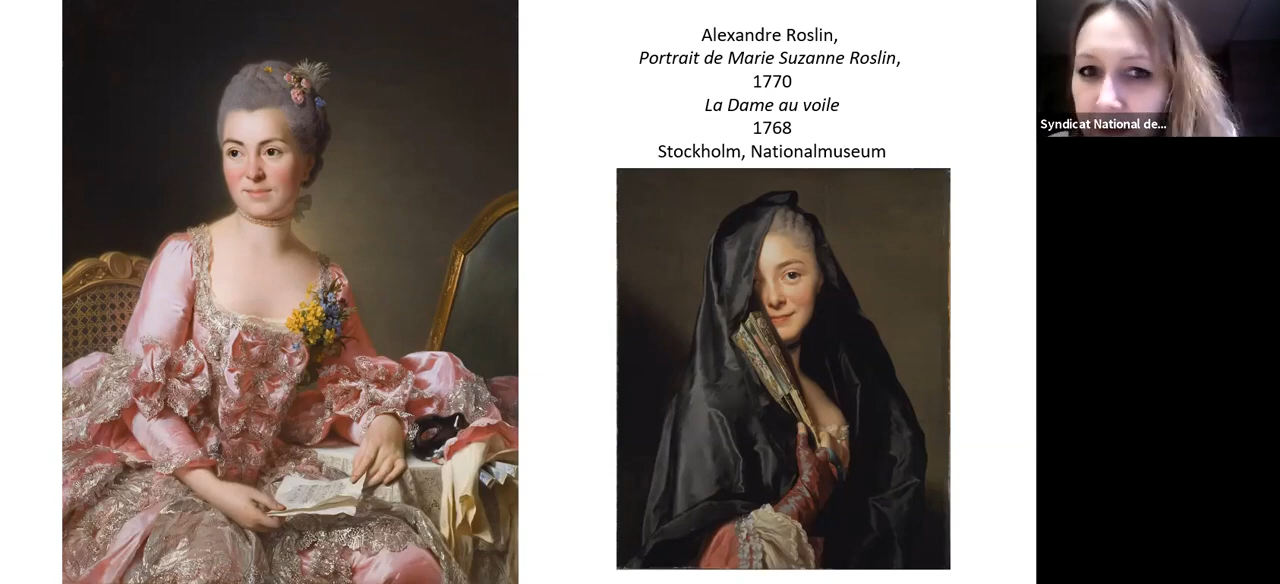 Alexandre Roslin,
Portrait de Marie Suzanne Roslin,
1770
La Dame au voile
1768
Stockholm, Nationalmuseum
Syndicat National de...